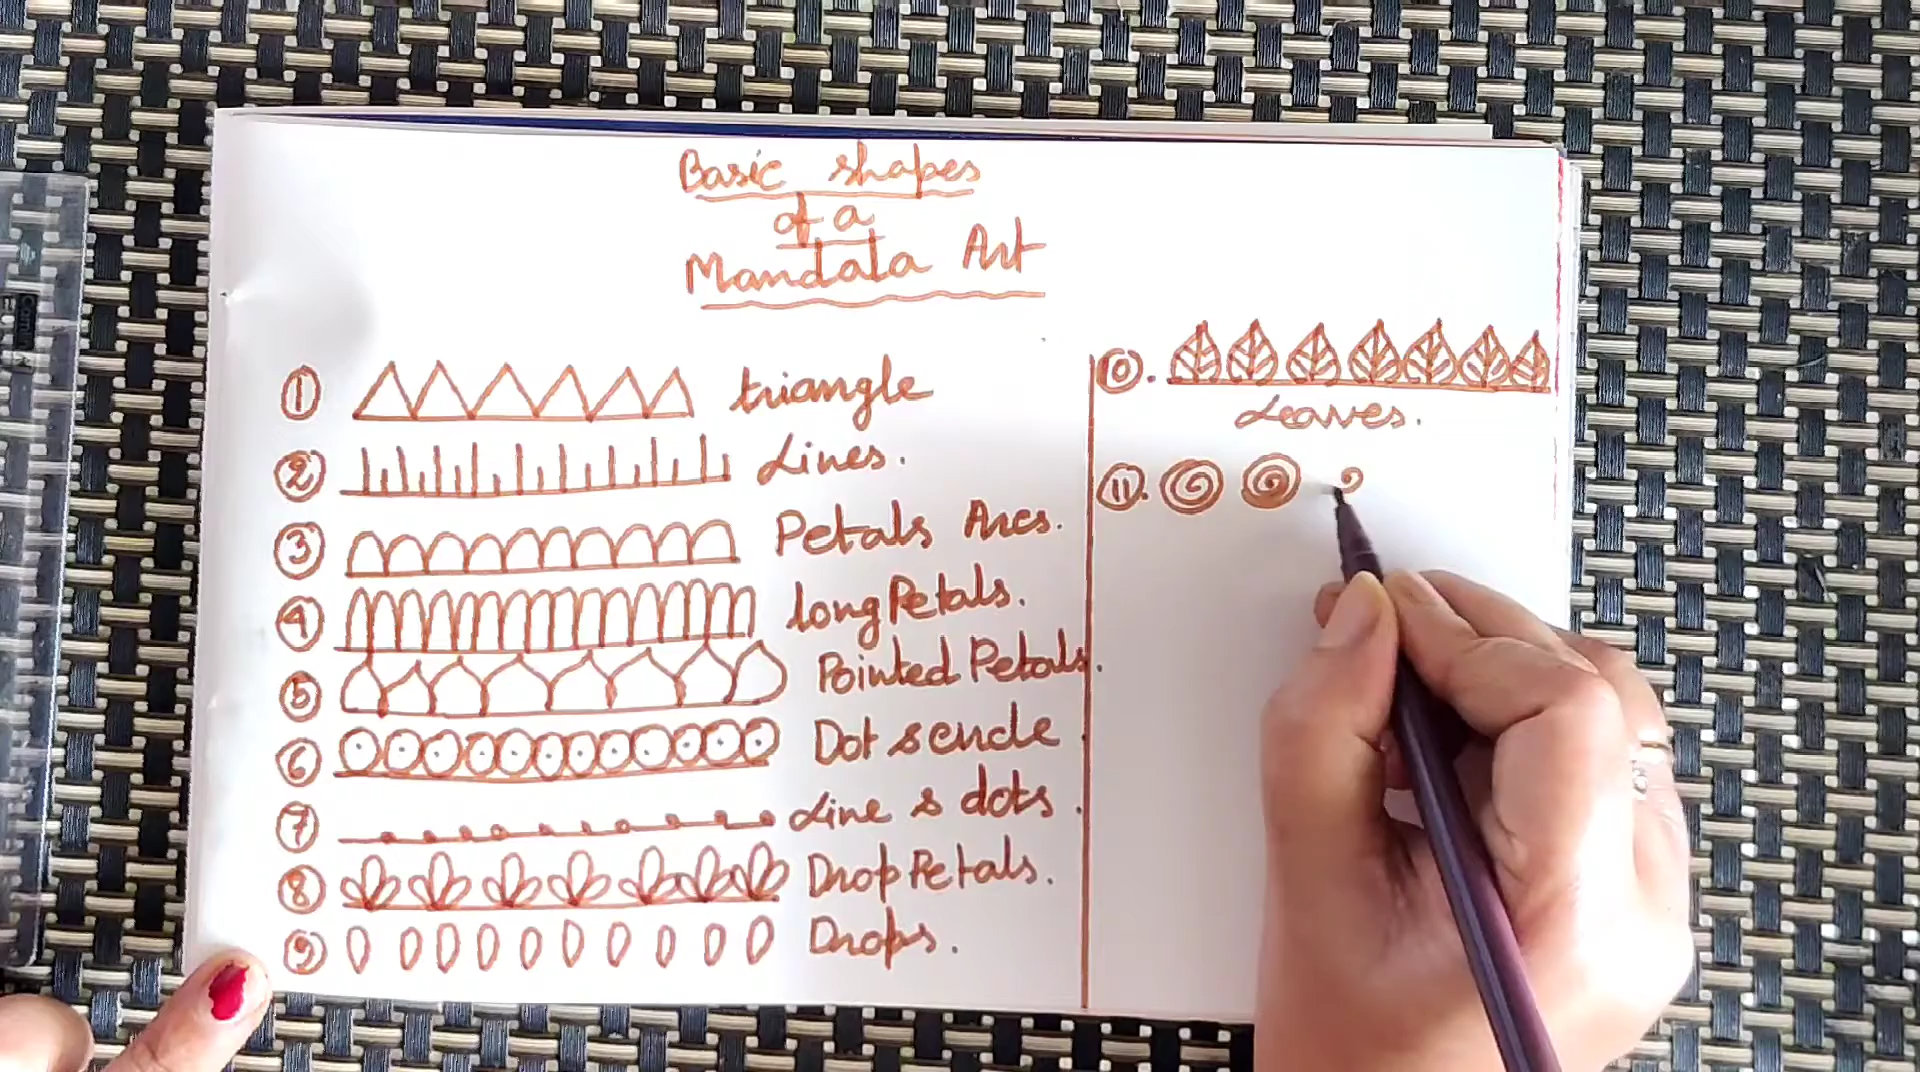 Basic shapes
of a
Mandala Art
① triangle
② Lines.
③ Petals Arcs.
④ long Petals.
⑤ Pointed Petals.
⑥ Dot
⑦ Line & dots.
⑧ Drop Petals.
⑨ Drops.
⑩.
Leaves.
⑪.